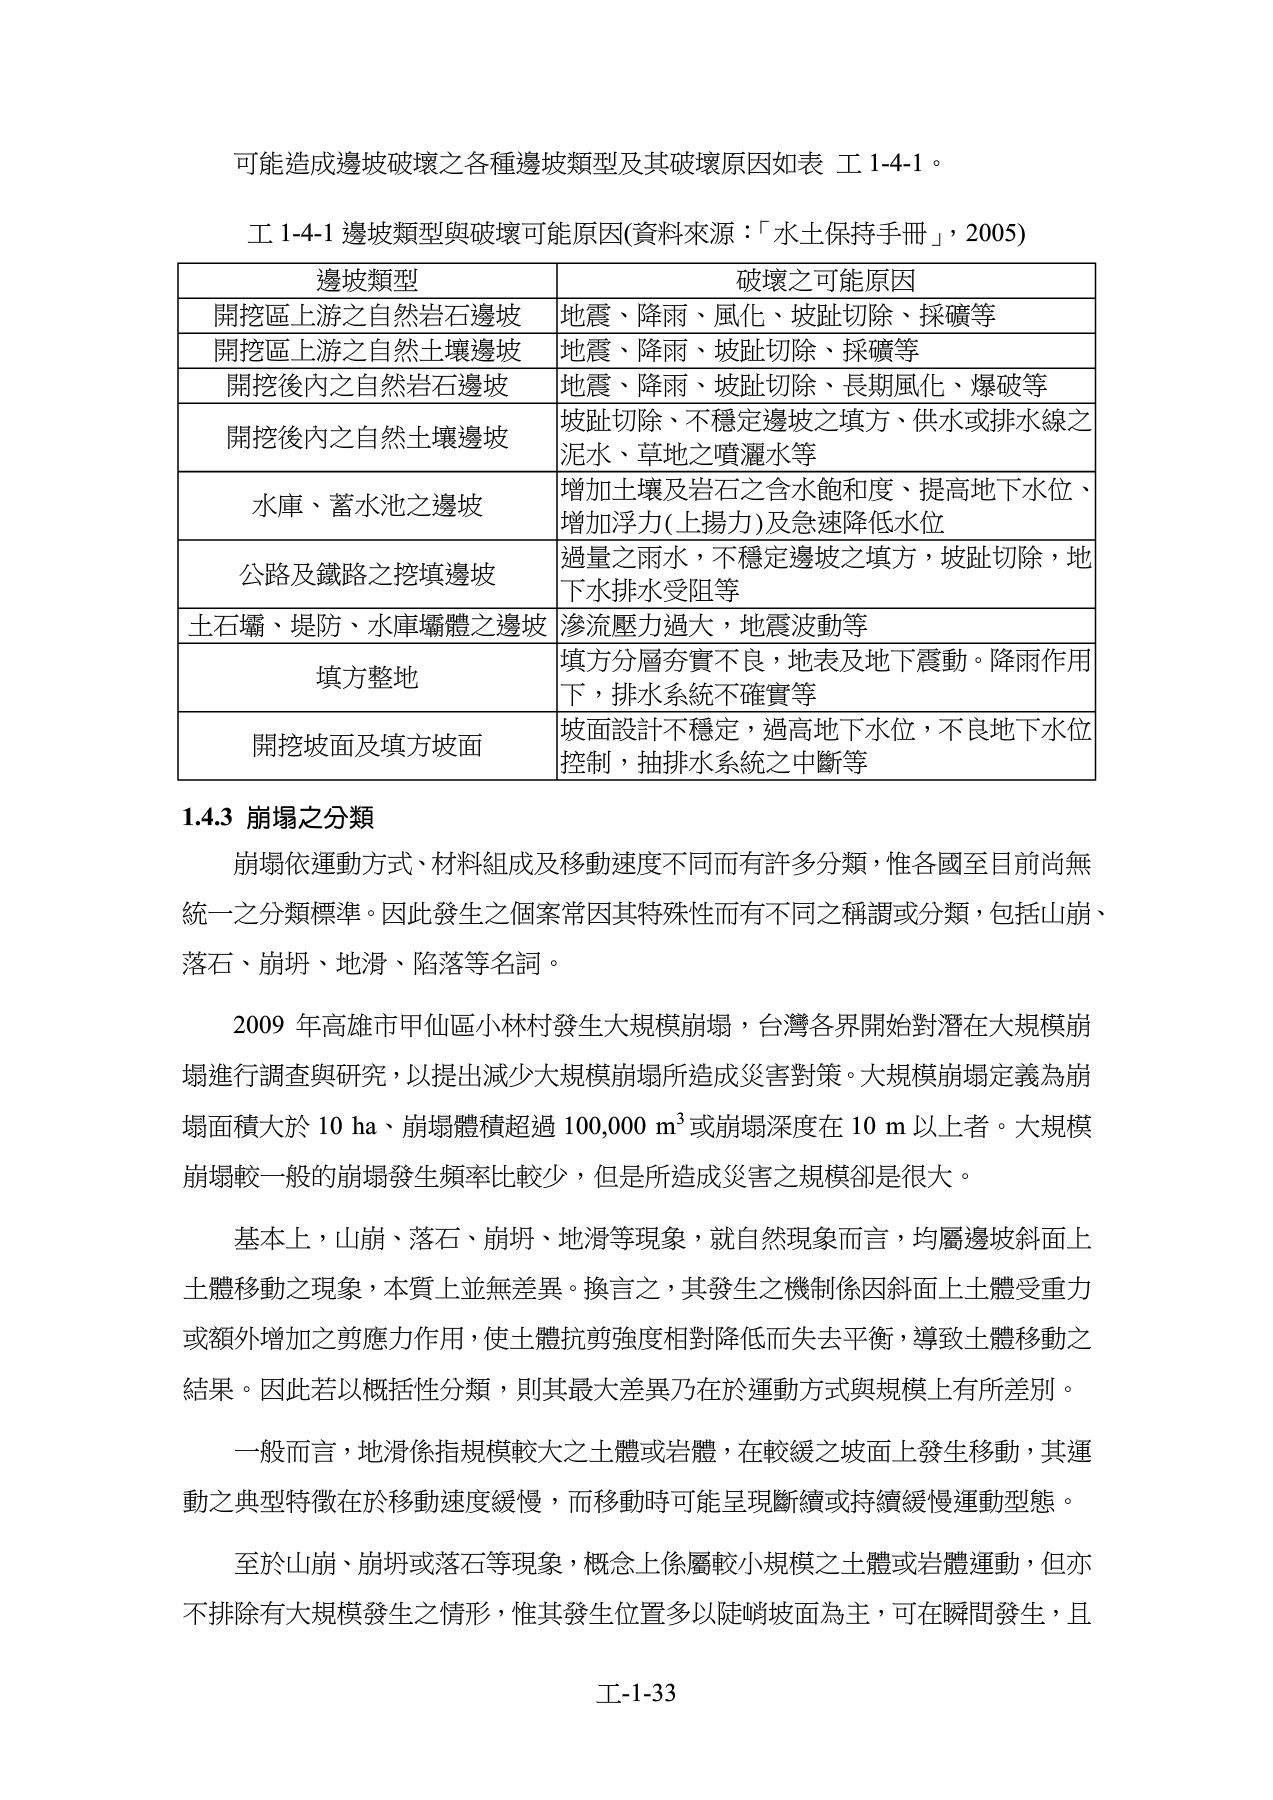 可能造成邊坡破壞之各種邊坡類型及其破壞原因如表 工 1-4-1。
工 1-4-1 邊坡類型與破壞可能原因(資料來源：「水土保持手冊」，2005)
邊坡類型 破壞之可能原因
開挖區上游之自然岩石邊坡 地震、降雨、風化、坡趾切除、採礦等
開挖區上游之自然土壤邊坡 地震、降雨、坡趾切除、採礦等
開挖後內之自然岩石邊坡 地震、降雨、坡趾切除、長期風化、爆破等
開挖後內之自然土壤邊坡 坡趾切除、不穩定邊坡之填方、供水或排水線之
泥水、草地之噴灑水等
水庫、蓄水池之邊坡 增加土壤及岩石之含水飽和度、提高地下水位、
增加浮力(上揚力)及急速降低水位
公路及鐵路之挖填邊坡 過量之雨水，不穩定邊坡之填方，坡趾切除，地
下水排水受阻等
土石壩、堤防、水庫壩體之邊坡 滲流壓力過大，地震波動等
填方整地 填方分層夯實不良，地表及地下震動。降雨作用
下，排水系統不確實等
開挖坡面及填方坡面 坡面設計不穩定，過高地下水位，不良地下水位
控制，抽排水系統之中斷等
1.4.3 崩塌之分類
崩塌依運動方式、材料組成及移動速度不同而有許多分類，惟各國至目前尚無
統一之分類標準。因此發生之個案常因其特殊性而有不同之稱謂或分類，包括山崩、
落石、崩坍、地滑、陷落等名詞。
2009 年高雄市甲仙區小林村發生大規模崩塌，台灣各界開始對潛在大規模崩
塌進行調查與研究，以提出減少大規模崩塌所造成災害對策。大規模崩塌定義為崩
塌面積大於 10 ha、崩塌體積超過 100,000 m³ 或崩塌深度在 10 m 以上者。大規模
崩塌較一般的崩塌發生頻率比較少，但是所造成災害之規模卻是很大。
基本上，山崩、落石、崩坍、地滑等現象，就自然現象而言，均屬邊坡斜面上
土體移動之現象，本質上並無差異。換言之，其發生之機制係因斜面上土體受重力
或額外增加之剪應力作用，使土體抗剪強度相對降低而失去平衡，導致土體移動之
結果。因此若以概括性分類，則其最大差異乃在於運動方式與規模上有所差別。
一般而言，地滑係指規模較大之土體或岩體，在較緩之坡面上發生移動，其運
動之典型特徵在於移動速度緩慢，而移動時可能呈現斷續或持續緩慢運動型態。
至於山崩、崩坍或落石等現象，概念上係屬較小規模之土體或岩體運動，但亦
不排除有大規模發生之情形，惟其發生位置多以陡峭坡面為主，可在瞬間發生，且
工-1-33